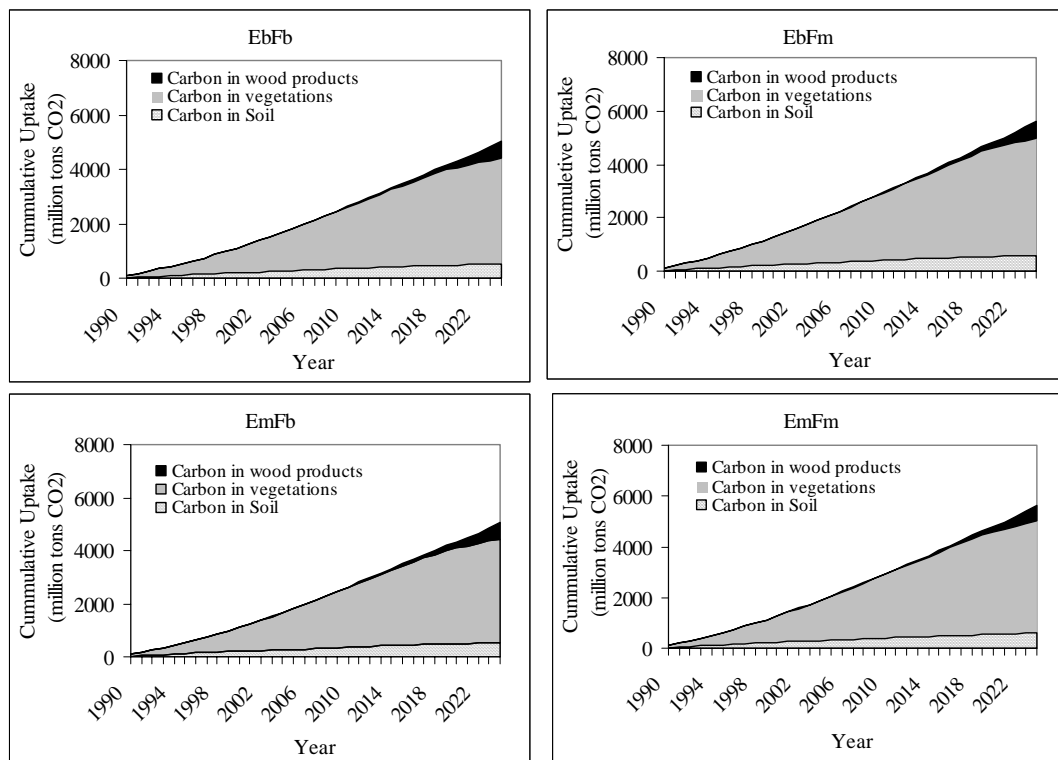 EbFb
Cummulative Uptake
(million tons CO2)
8000
6000
4000
2000
0
Carbon in wood products
Carbon in vegetations
Carbon in Soil
1990
1994
1998
2002
2006
2010
2014
2018
2022
Year
EbFm
Cummuletive Uptake
(million tons CO2)
8000
6000
4000
2000
0
Carbon in wood products
Carbon in vegetations
Carbon in Soil
1990
1994
1998
2002
2006
2010
2014
2018
2022
Year
EmFb
Cummulative Uptake
(million tons CO2)
8000
6000
4000
2000
0
Carbon in wood products
Carbon in vegetations
Carbon in Soil
1990
1994
1998
2002
2006
2010
2014
2018
2022
Year
EmFm
Cummulative Uptake
(million tons CO2)
8000
6000
4000
2000
0
Carbon in wood products
Carbon in vegetations
Carbon in Soil
1990
1994
1998
2002
2006
2010
2014
2018
2022
Year